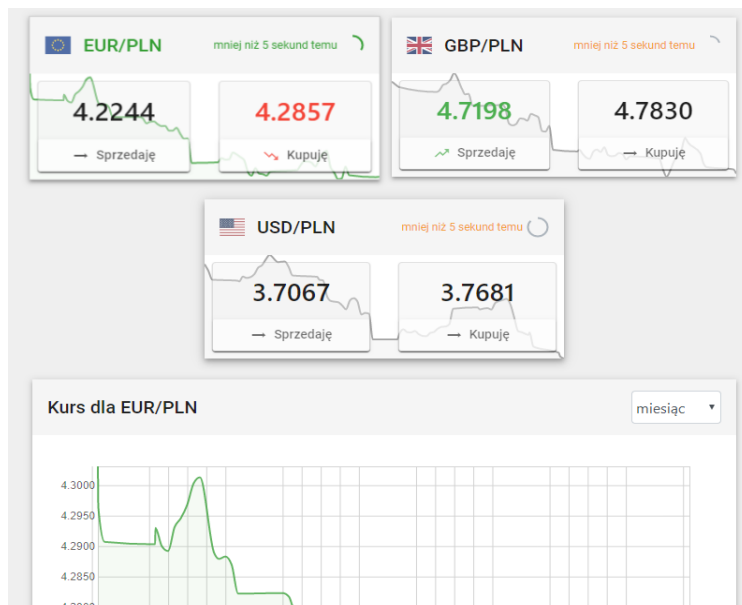 EUR/PLN mniej niż 5 sekund temu
4.2244 4.2857
Sprzedaję Kupuję
GBP/PLN mniej niż 5 sekund temu
4.7198 4.7830
Sprzedaję Kupuję
USD/PLN mniej niż 5 sekund temu
3.7067 3.7681
Sprzedaję Kupuję
Kurs dla EUR/PLN miesiąc
4.3000
4.2950
4.2900
4.2850